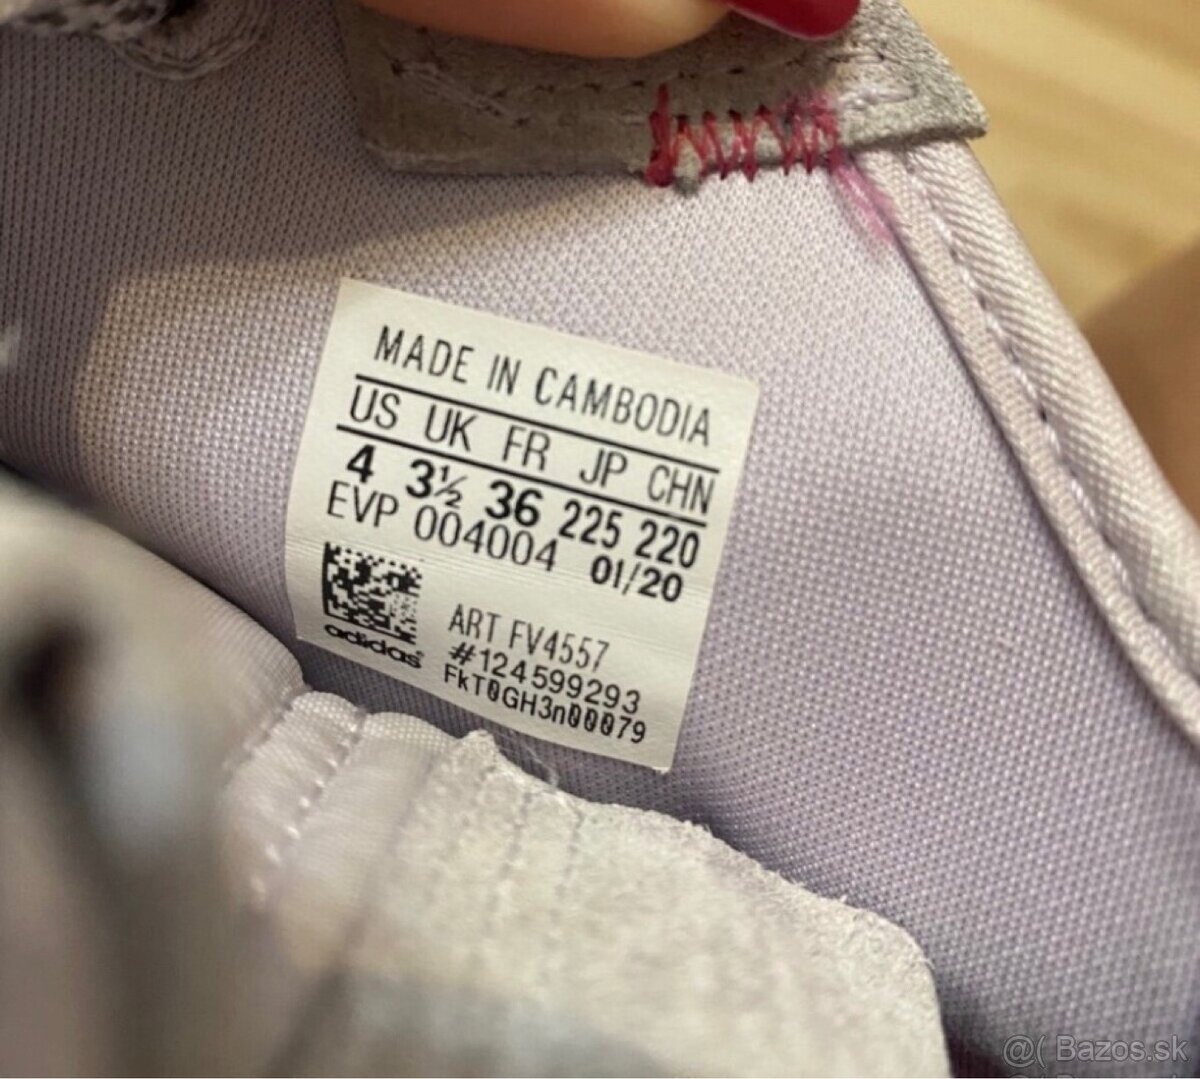 MADE IN CAMBODIA
US UK FR JP CHN
4 3½ 36 225 220
EVP 004004 01/20
ART FV4557
#124599293
FkT0GH3n00079
adidas
@( Bazos.sk